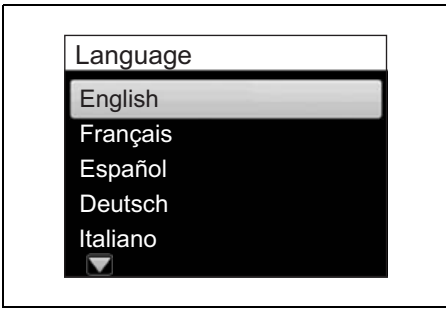 Language
English
Français
Español
Deutsch
Italiano